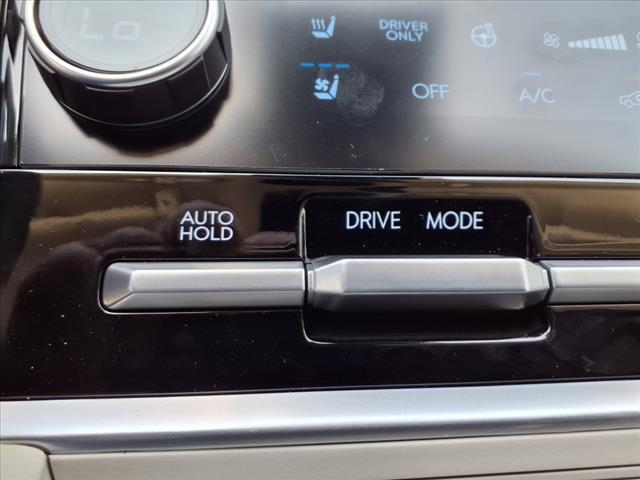 Lo
DRIVER
ONLY
OFF
A/C
AUTO
HOLD
DRIVE MODE